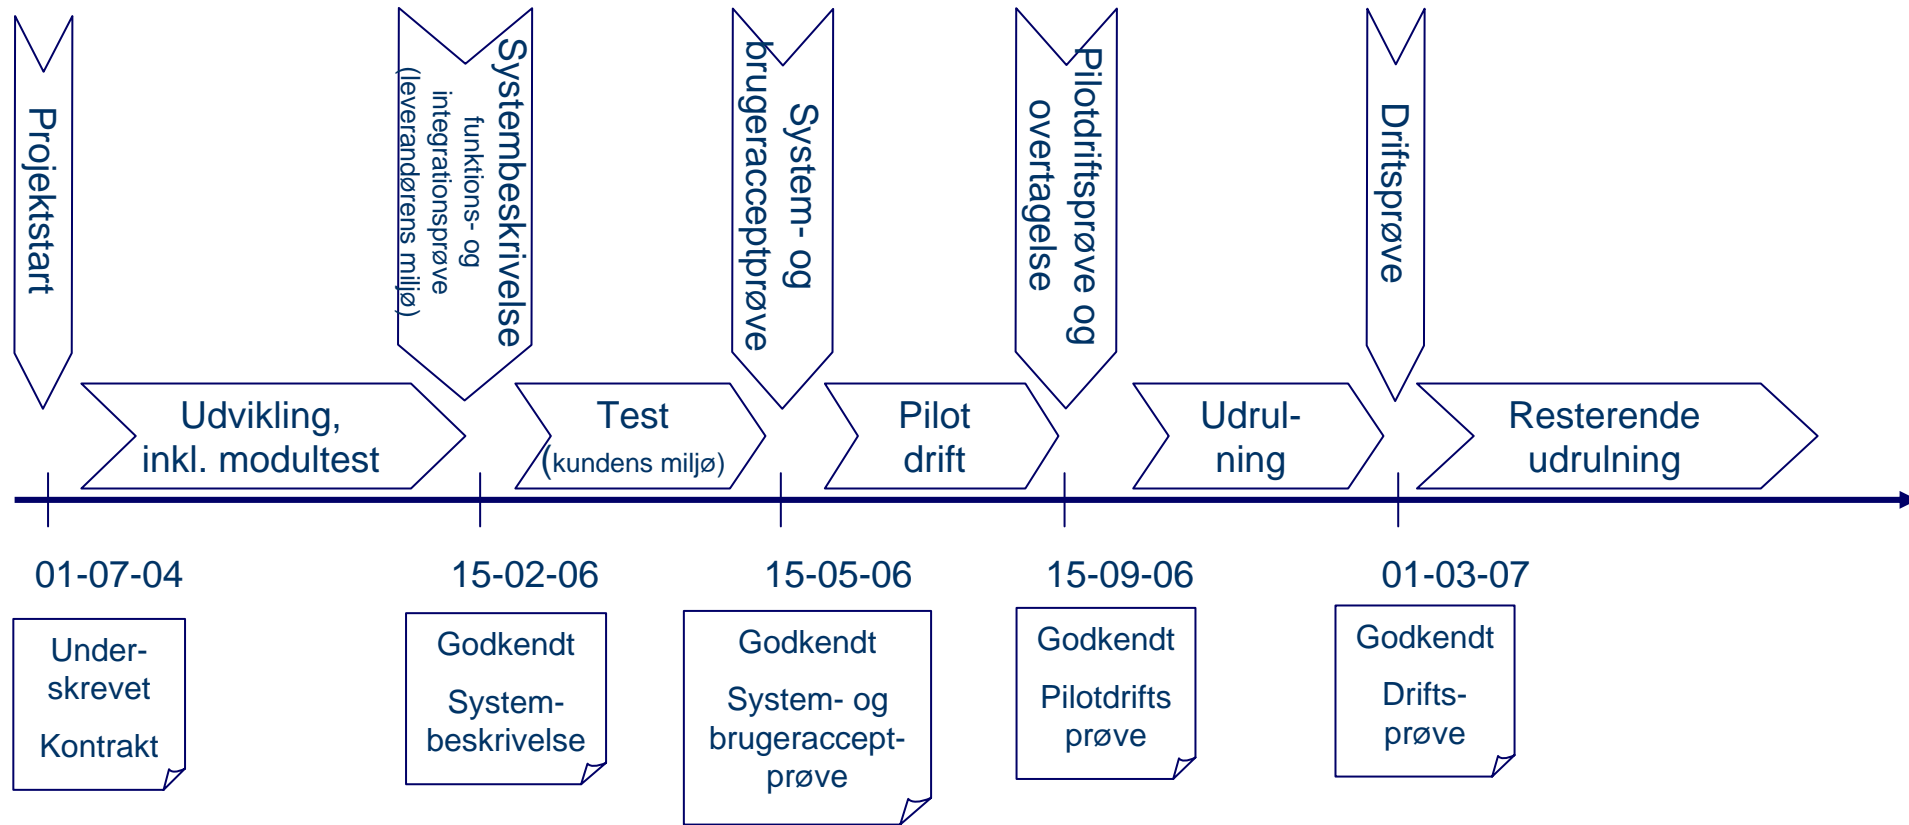 Projektstart
Systembeskrivelse
funktions- og
integrationsprøve
(leverandørens miljø)
System- og
brugeracceptprøve
Pilotdriftsprøve og
overtagelse
Driftsprøve
Udvikling,
inkl. modultest
Test
(kundens miljø)
Pilot
drift
Udrul-
ning
Resterende
udrulning
01-07-04
15-02-06
15-05-06
15-09-06
01-03-07
Under-
skrevet
Kontrakt
Godkendt
System-
beskrivelse
Godkendt
System- og
brugeraccept-
prøve
Godkendt
Pilotdrifts
prøve
Godkendt
Drifts-
prøve